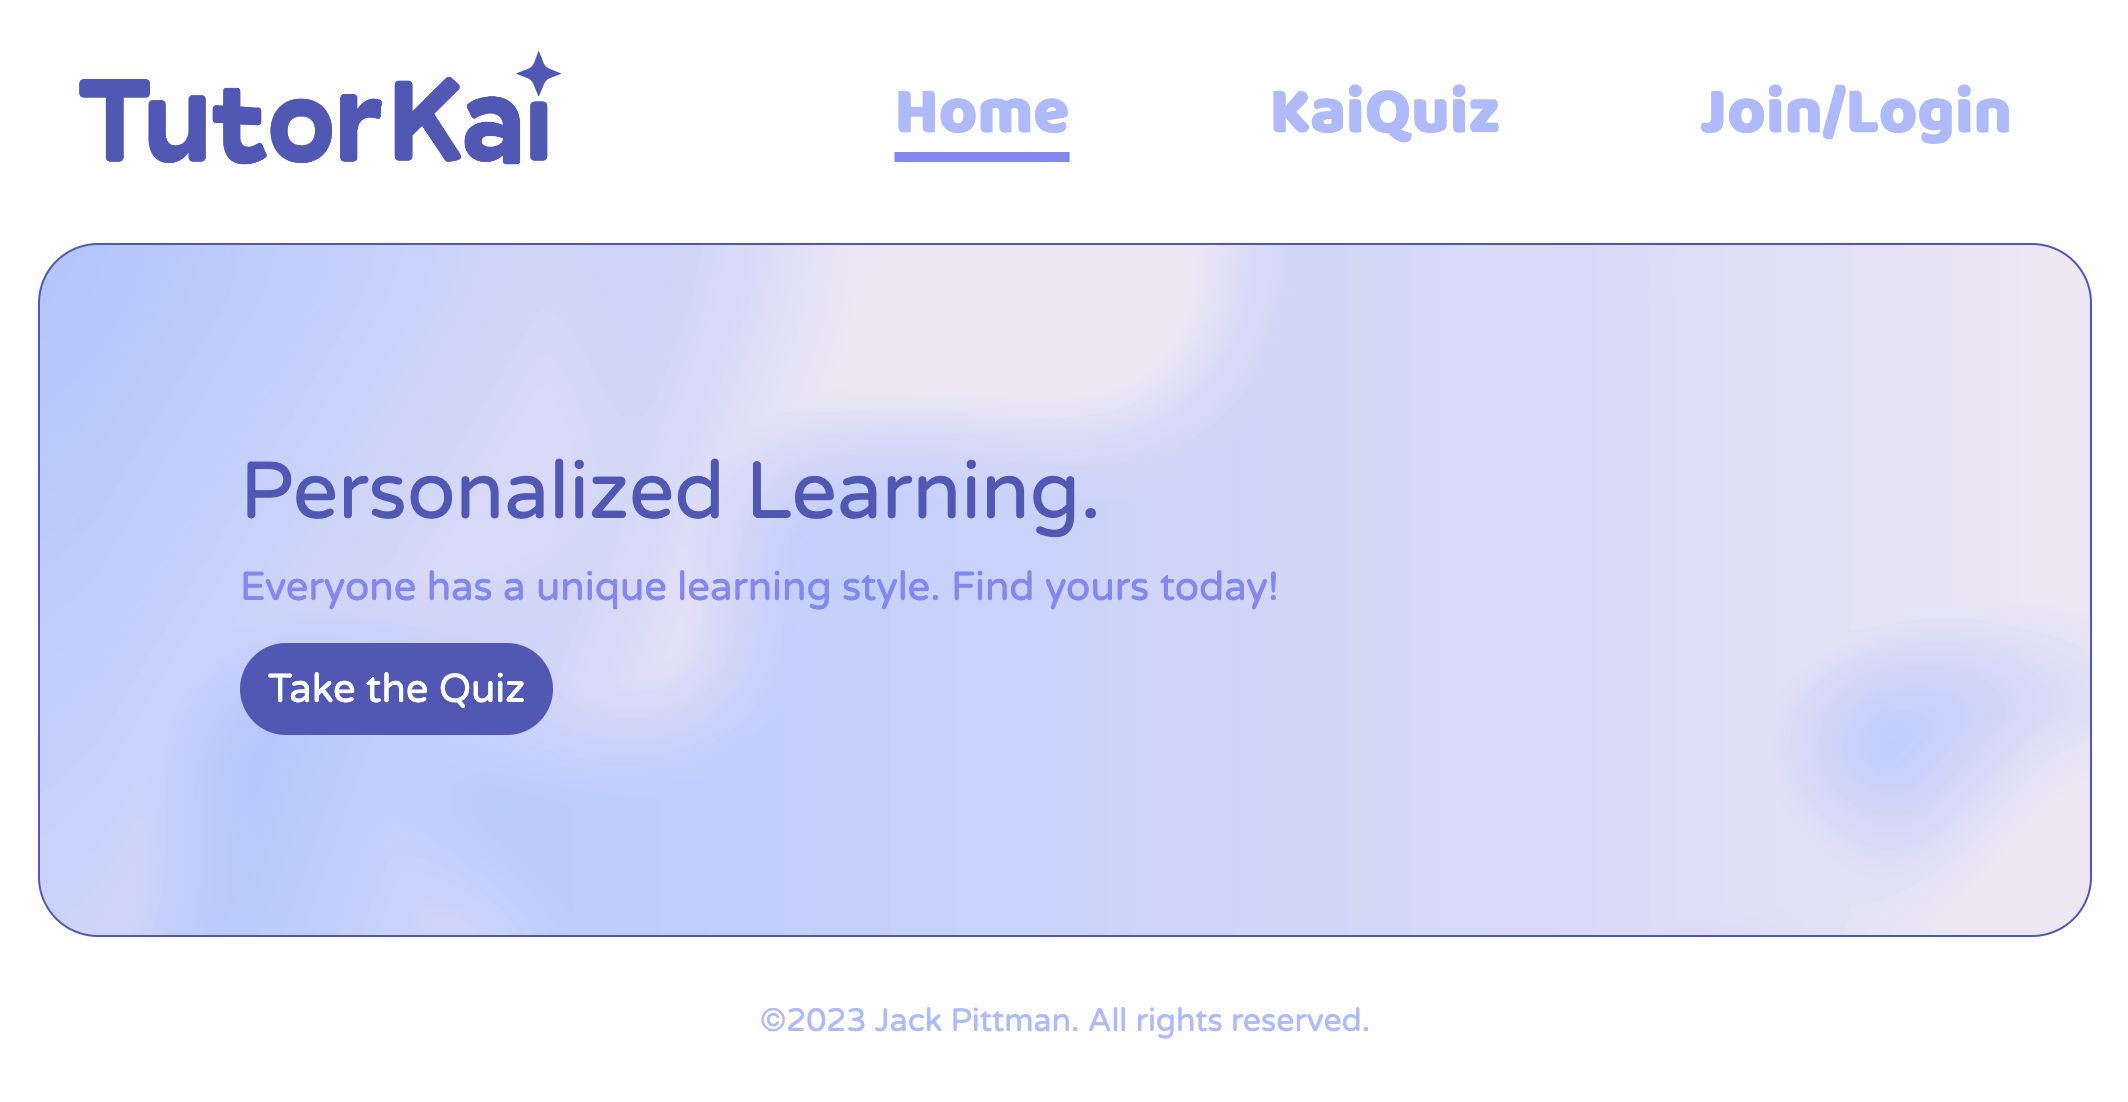 TutorKai
Home
KaiQuiz
Join/Login
Personalized Learning.
Everyone has a unique learning style. Find yours today!
Take the Quiz
©2023 Jack Pittman. All rights reserved.